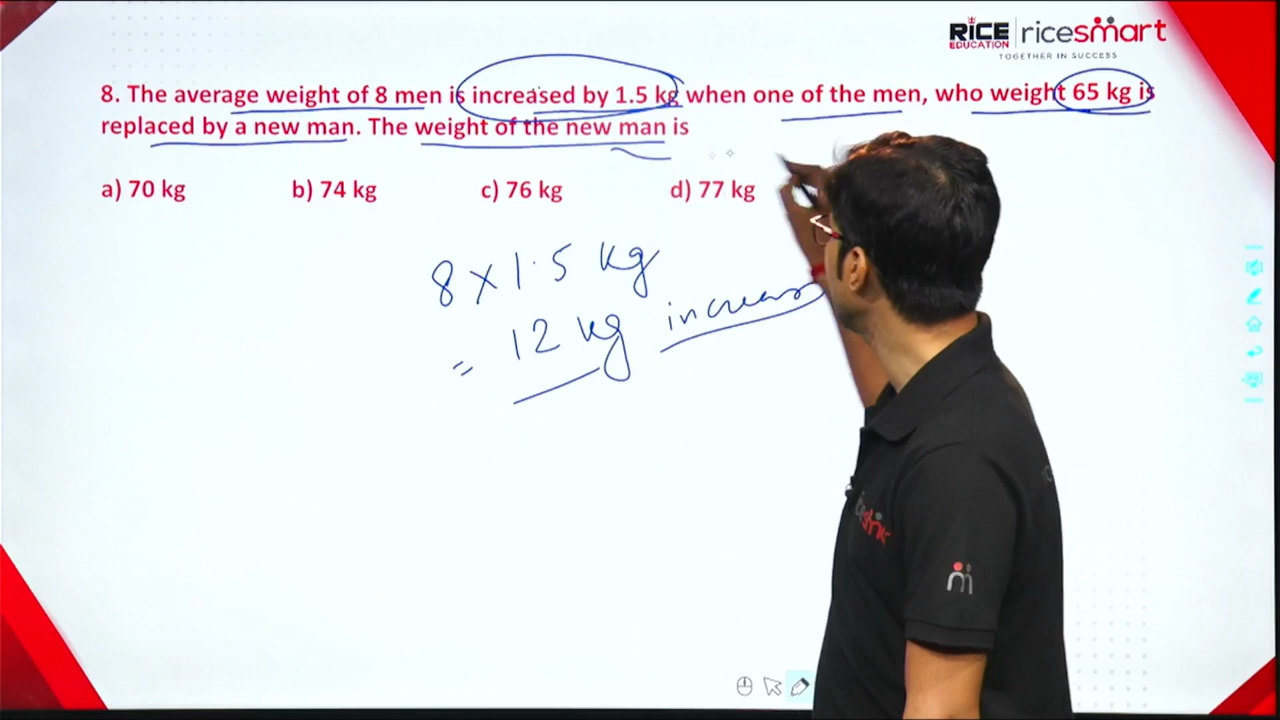 RICE EDUCATION ricesmart
TOGETHER IN SUCCESS
8. The average weight of 8 men is increased by 1.5 kg when one of the men, who weight 65 kg is
replaced by a new man. The weight of the new man is
a) 70 kg b) 74 kg c) 76 kg d) 77 kg
8 X 1.5 kg
= 12 kg increase